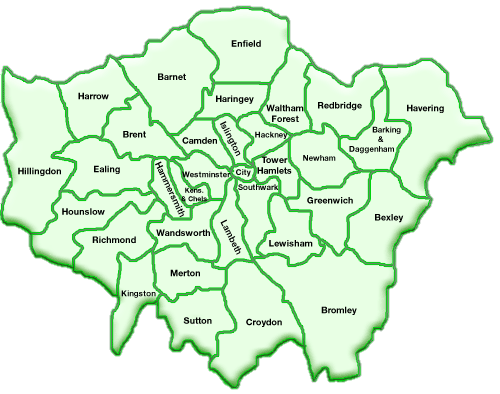 Enfield
Barnet
Harrow
Haringey
Waltham
Forest
Redbridge
Havering
Brent
Camden
Islington
Hackney
Barking
&
Daggenham
Hillingdon
Ealing
Hammersmith
Westminster
City
Tower
Hamlets
Newham
Kens.
& Chels
Southwark
Hounslow
Greenwich
Bexley
Richmond
Wandsworth
Lambeth
Lewisham
Merton
Kingston
Sutton
Croydon
Bromley